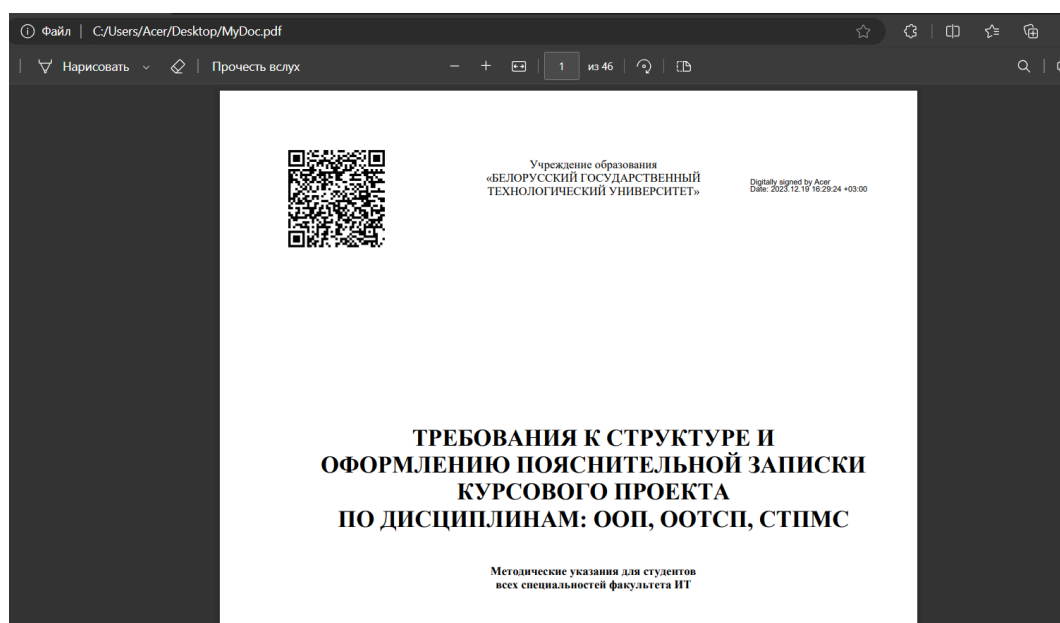 Файл | C:/Users/Acer/Desktop/MyDoc.pdf
Нарисовать | Прочесть вслух
1 из 46
Учреждение образования
«БЕЛОРУССКИЙ ГОСУДАРСТВЕННЫЙ
ТЕХНОЛОГИЧЕСКИЙ УНИВЕРСИТЕТ»
Digitally signed by Acer
Date: 2023.12.19 16:29:24 +03:00
ТРЕБОВАНИЯ К СТРУКТУРЕ И
ОФОРМЛЕНИЮ ПОЯСНИТЕЛЬНОЙ ЗАПИСКИ
КУРСОВОГО ПРОЕКТА
ПО ДИСЦИПЛИНАМ: ООП, ООТСП, СТПМС
Методические указания для студентов
всех специальностей факультета ИТ